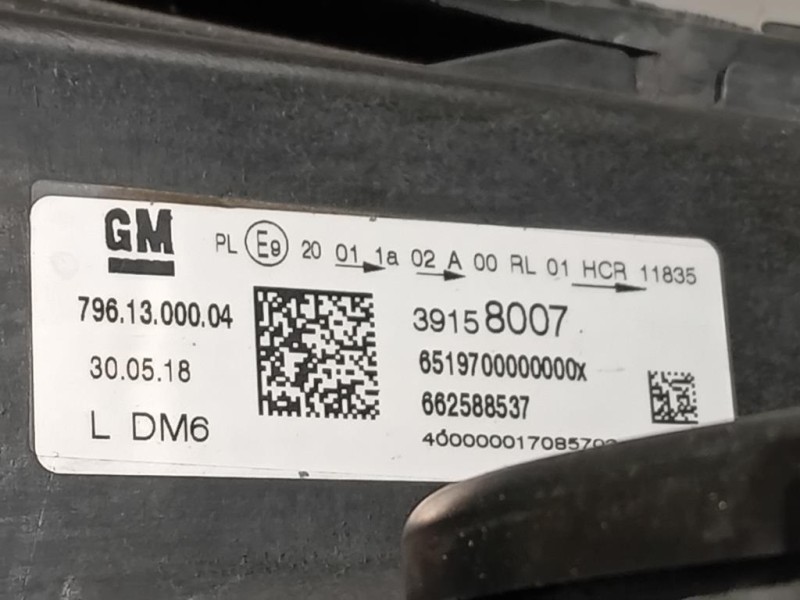 GM PL E9 20 01 1a 02 A 00 RL 01 HCR 11835
796.13.000.04 39158007
30.05.18 6519700000000x
L DM6 662588537